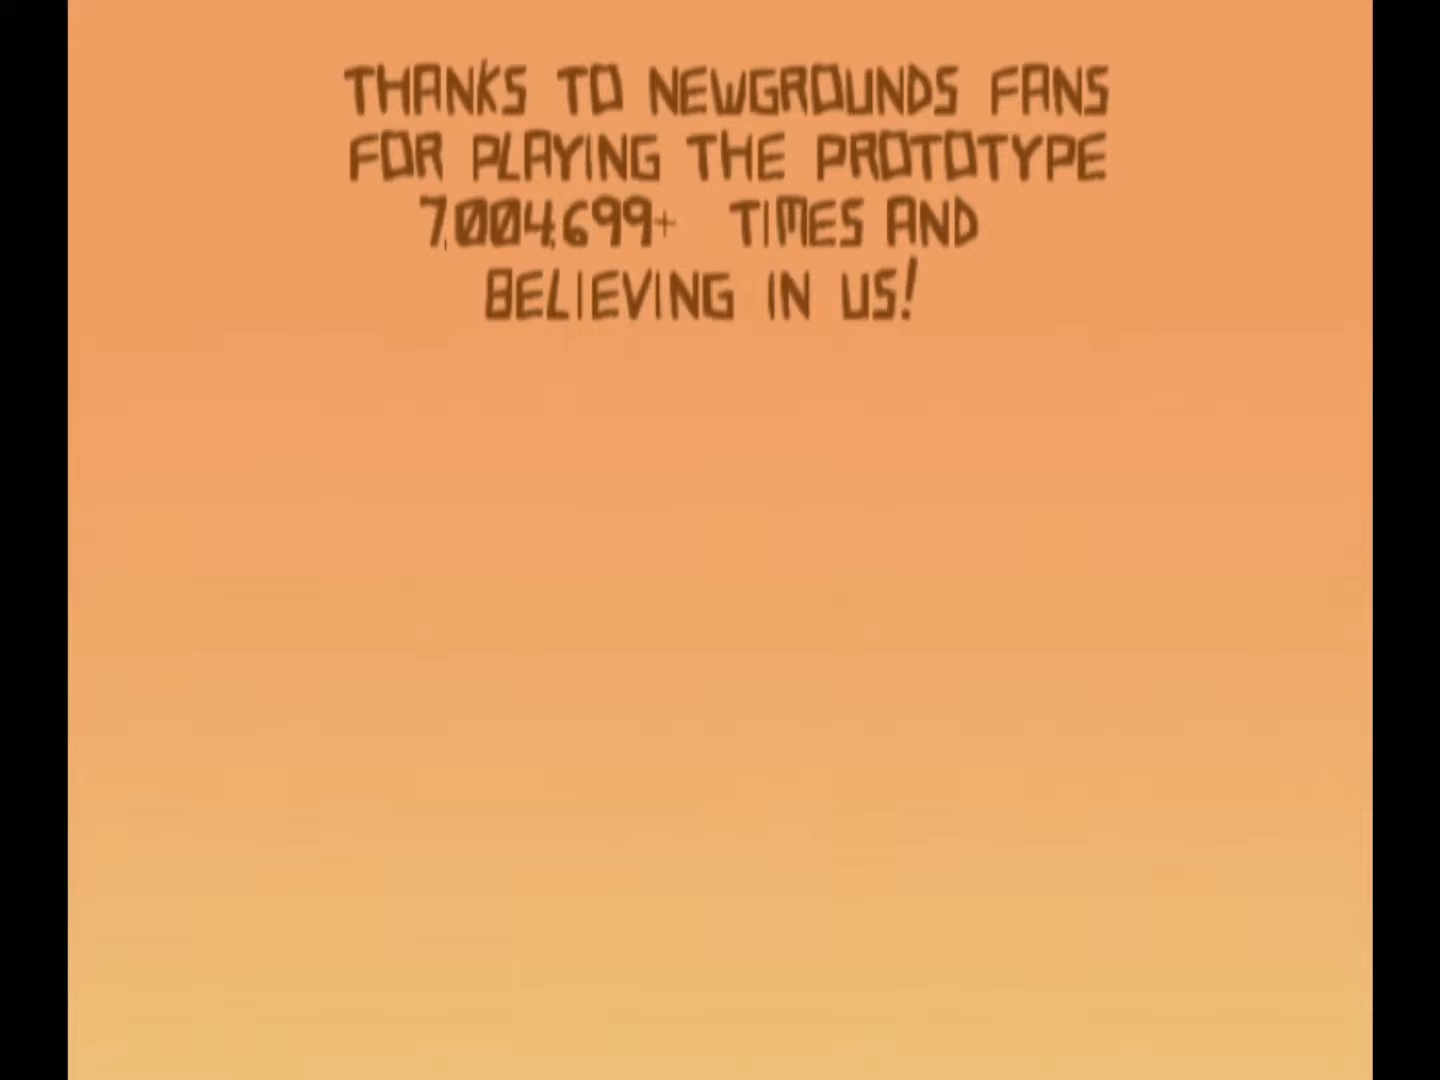 THANKS TO NEWGROUNDS FANS
FOR PLAYING THE PROTOTYPE
7,004,699+ TIMES AND
BELIEVING IN US!